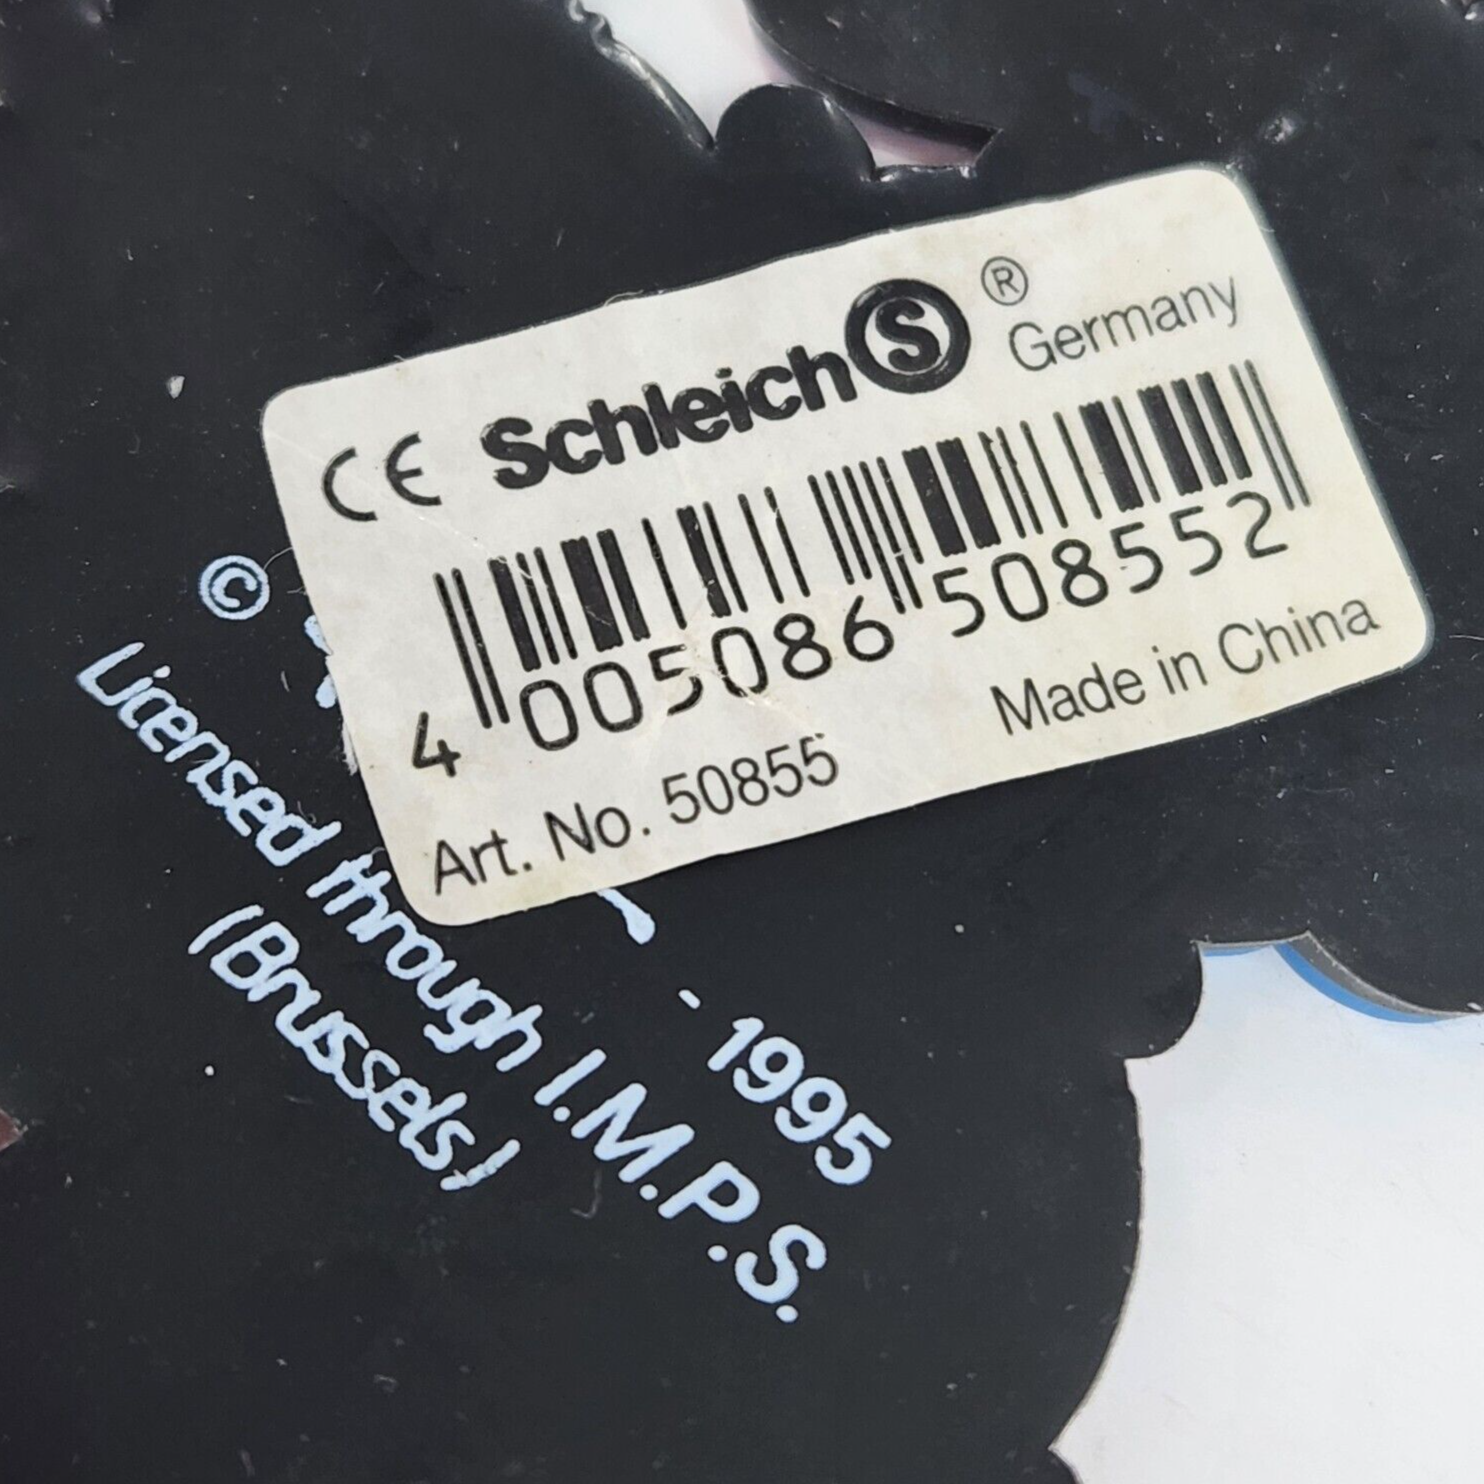 Schleich S ® Germany
CE
4 005086 508552
Art. No. 50855 Made in China
© - 1995
Licensed through I.M.P.S.
(Brussels)